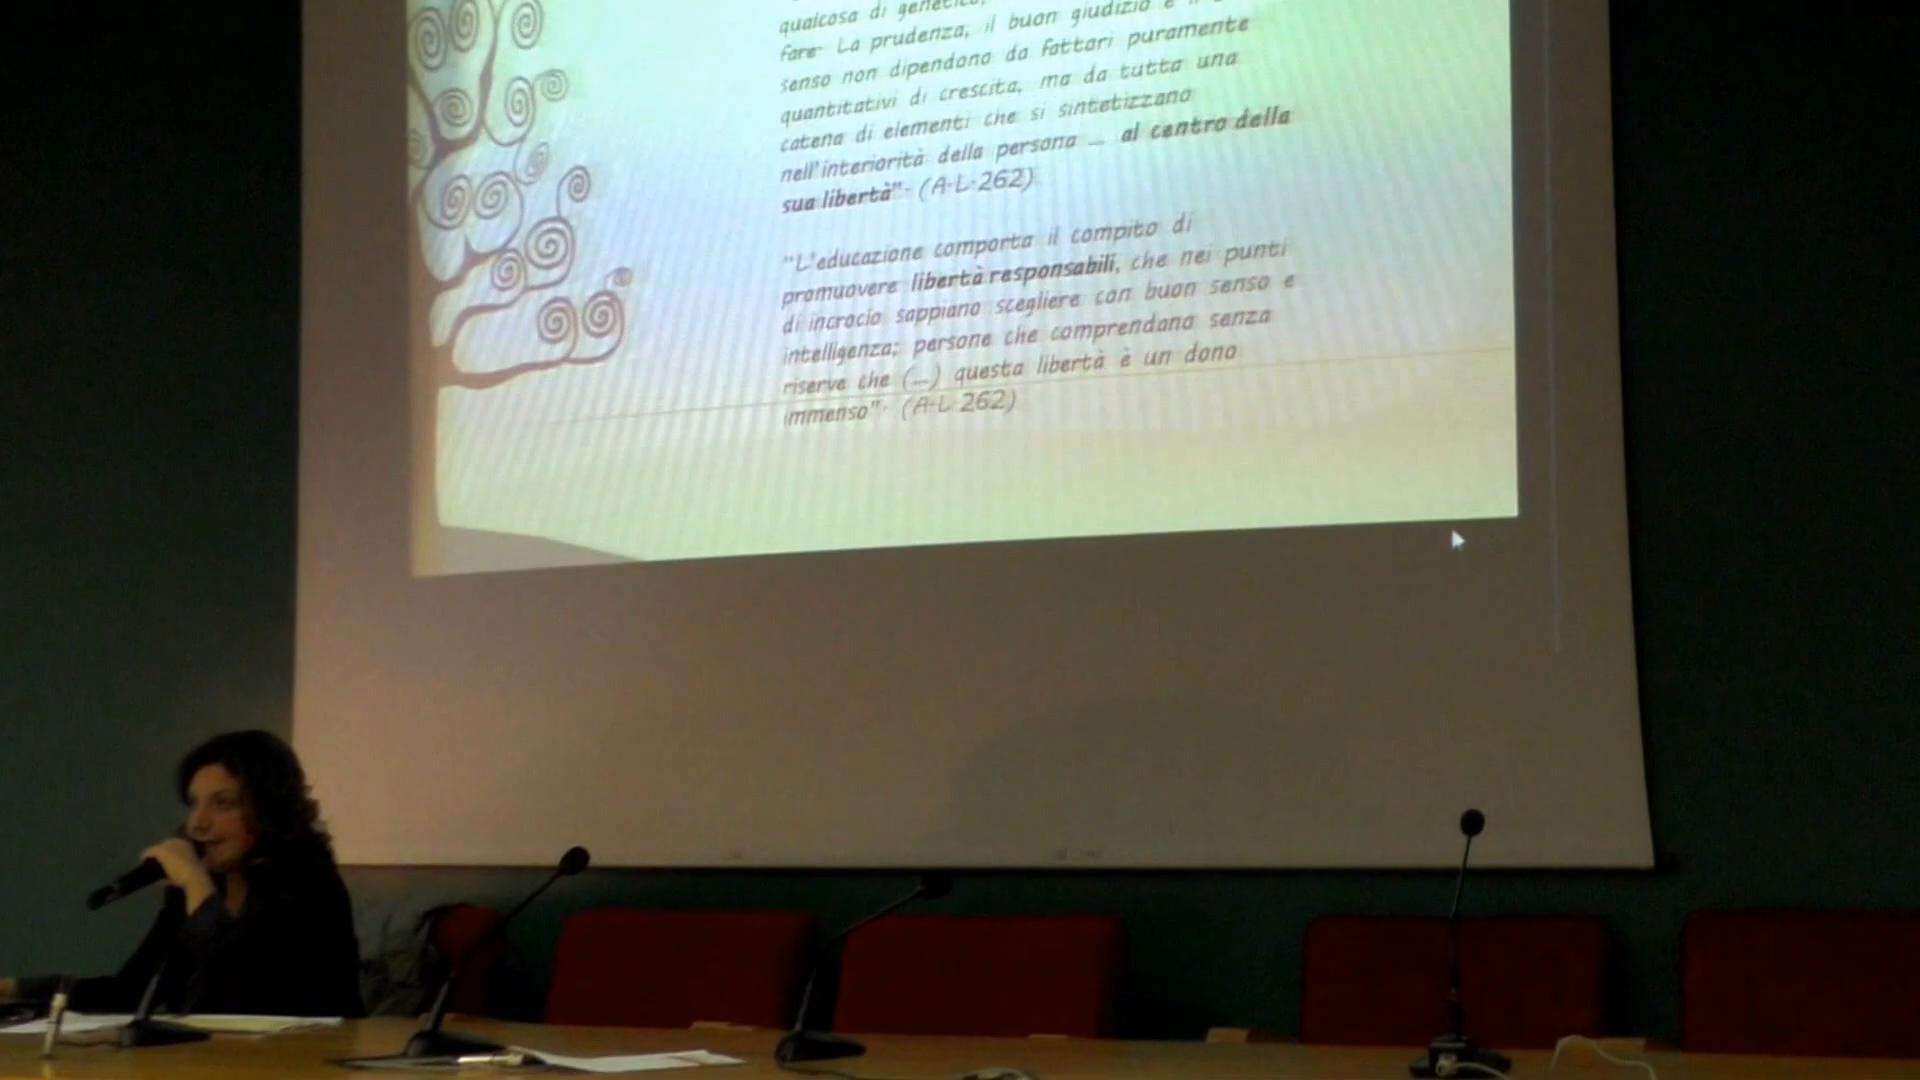 qualcosa di genetico,
fare· La prudenza, il buon giudizio e il
senso non dipendono da fattori puramente
quantitativi di crescita, ma da tutta una
catena di elementi che si sintetizzano
nell'interiorità della persona … al centro della
sua libertà"· (A·L·262)
"L'educazione comporta il compito di
promuovere libertà responsabili, che nei punti
di incrocio sappiano scegliere con buon senso e
intelligenza; persone che comprendano senza
riserve che (…) questa libertà è un dono
immenso"· (A·L·262)